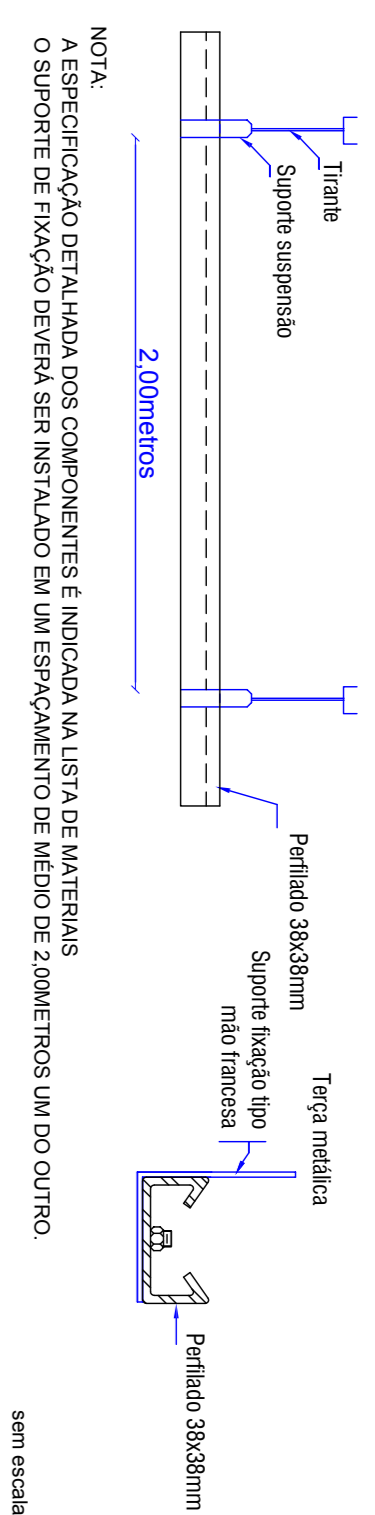 Tirante
Suporte suspensão
2,00metros
Perfilado 38x38mm
Terça metálica
Suporte fixação tipo
mão francesa
Perfilado 38x38mm
NOTA:
A ESPECIFICAÇÃO DETALHADA DOS COMPONENTES É INDICADA NA LISTA DE MATERIAIS
O SUPORTE DE FIXAÇÃO DEVERÁ SER INSTALADO EM UM ESPAÇAMENTO DE MÉDIO DE 2,00METROS UM DO OUTRO.
sem escala